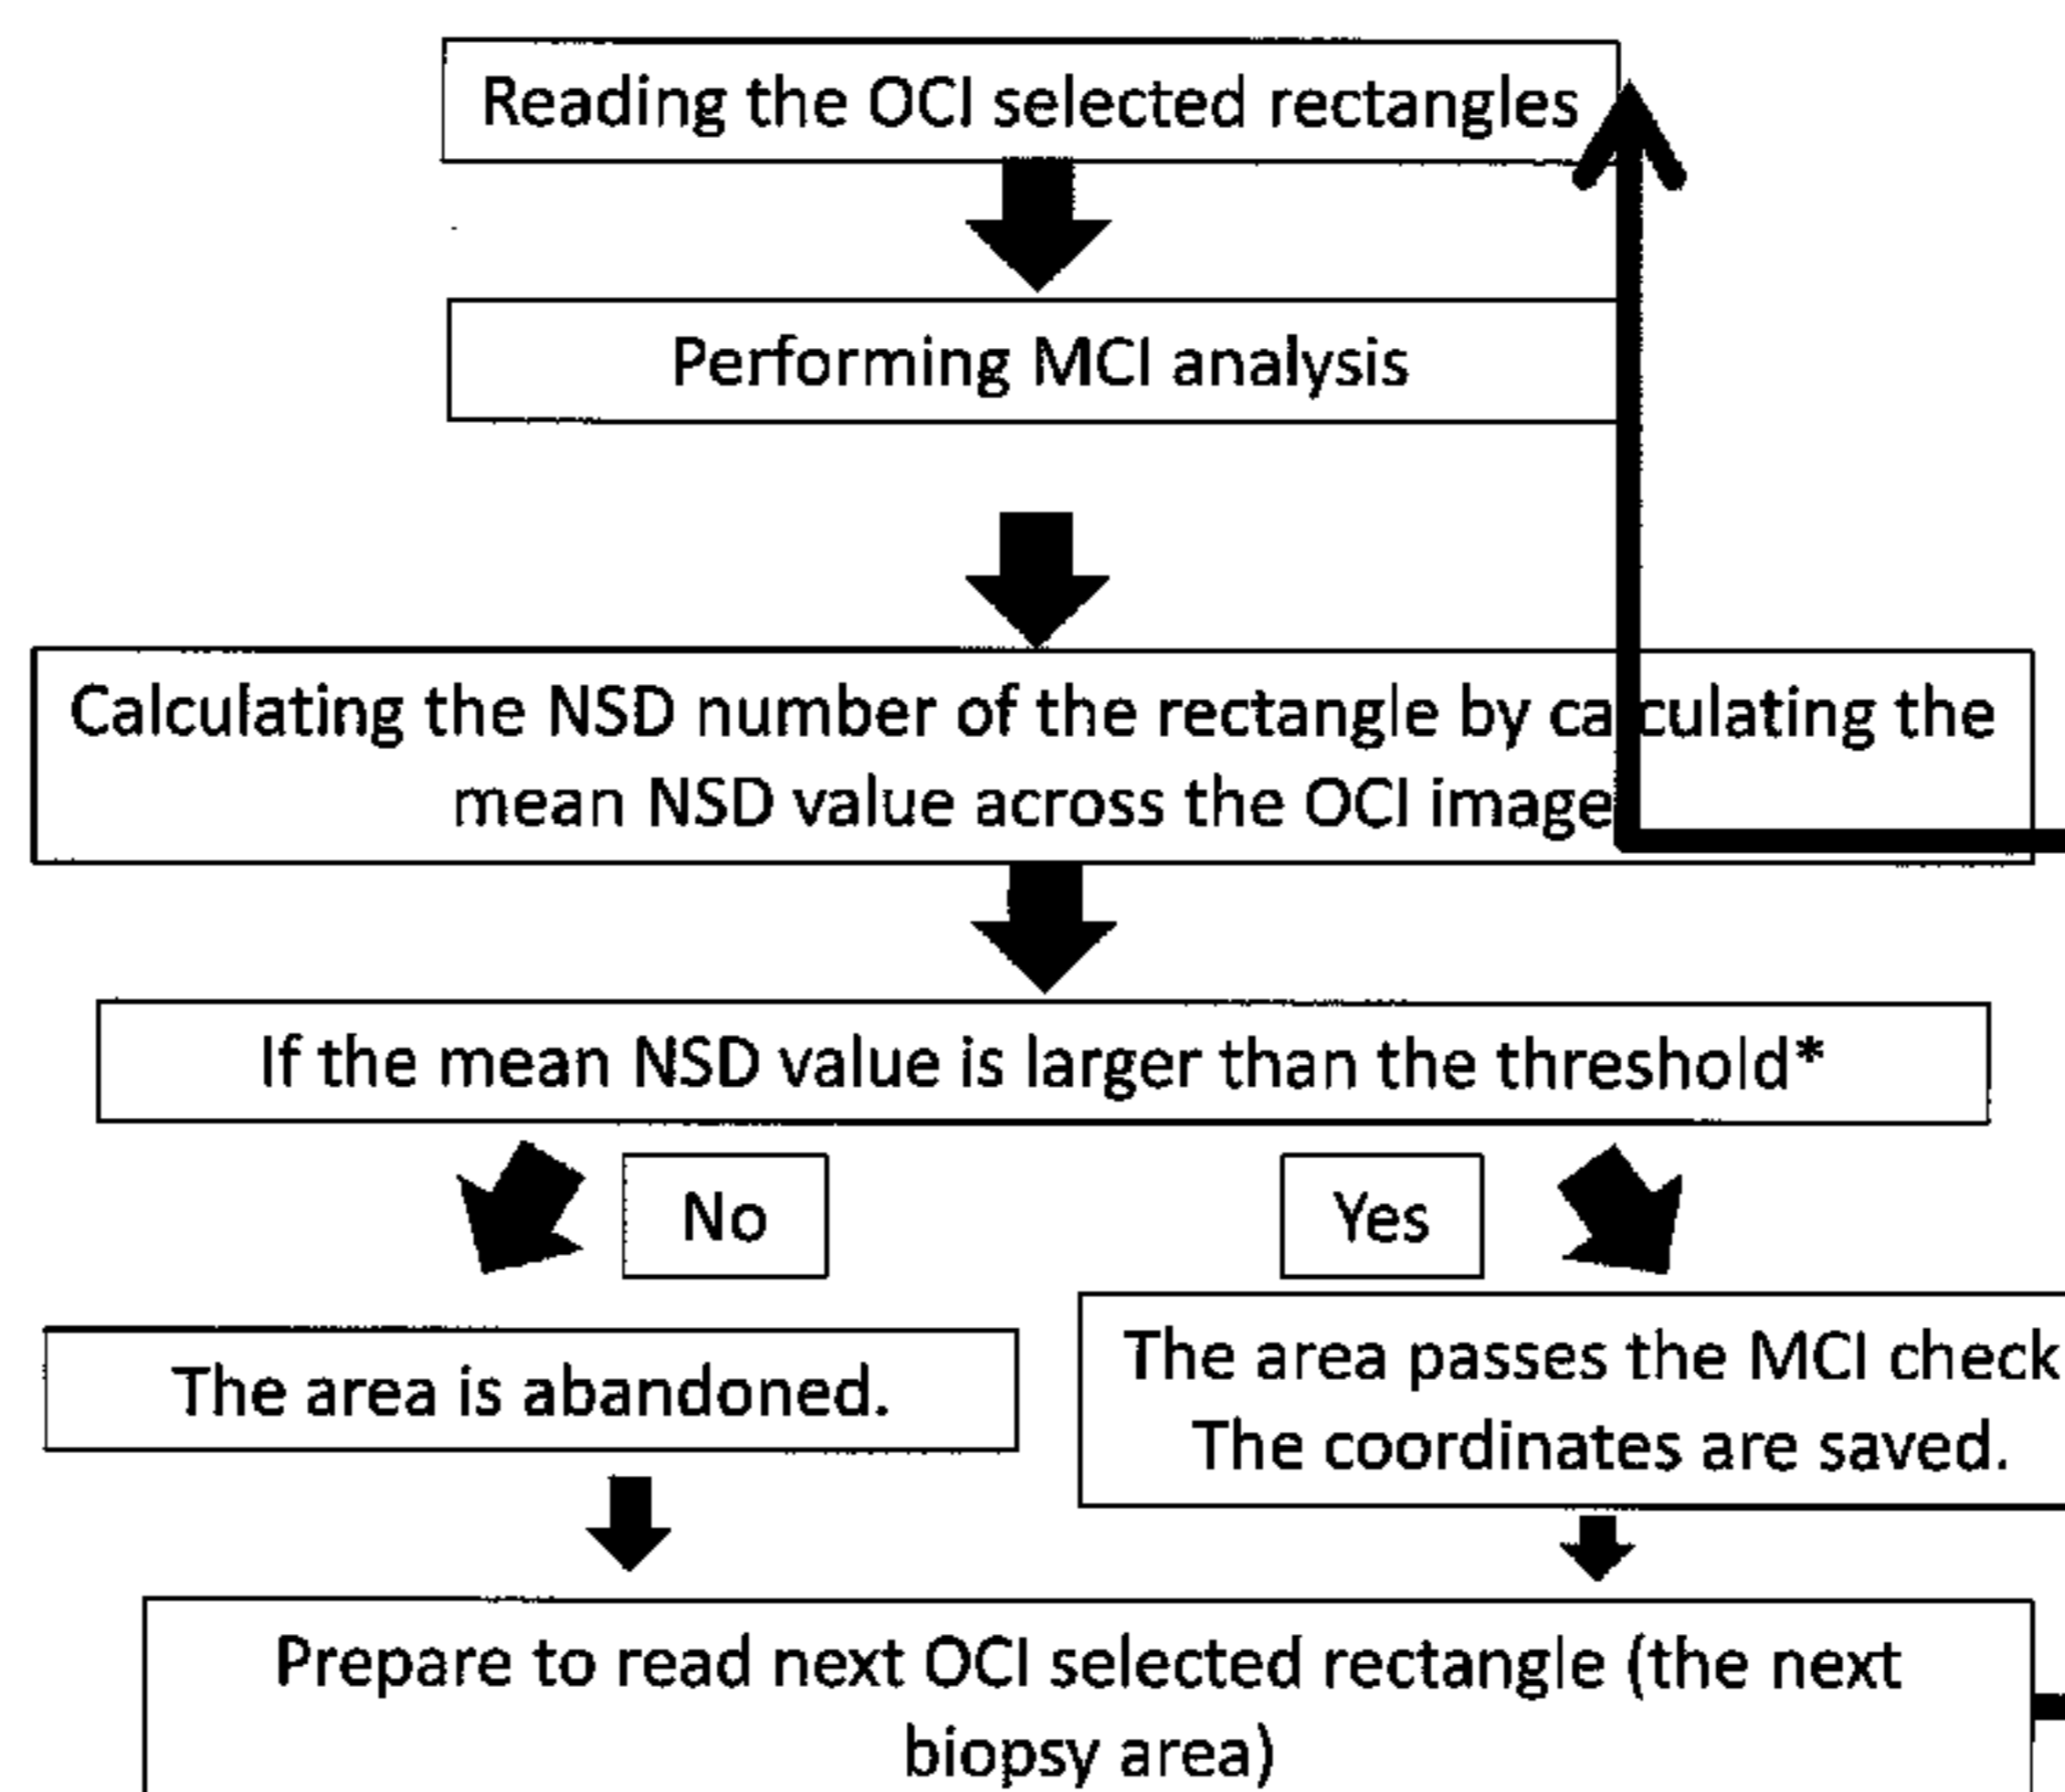 Reading the OCI selected rectangles
Performing MCI analysis
Calculating the NSD number of the rectangle by calculating the
mean NSD value across the OCI image
If the mean NSD value is larger than the threshold*
No
Yes
The area is abandoned.
The area passes the MCI check
The coordinates are saved.
Prepare to read next OCI selected rectangle (the next
biopsy area)